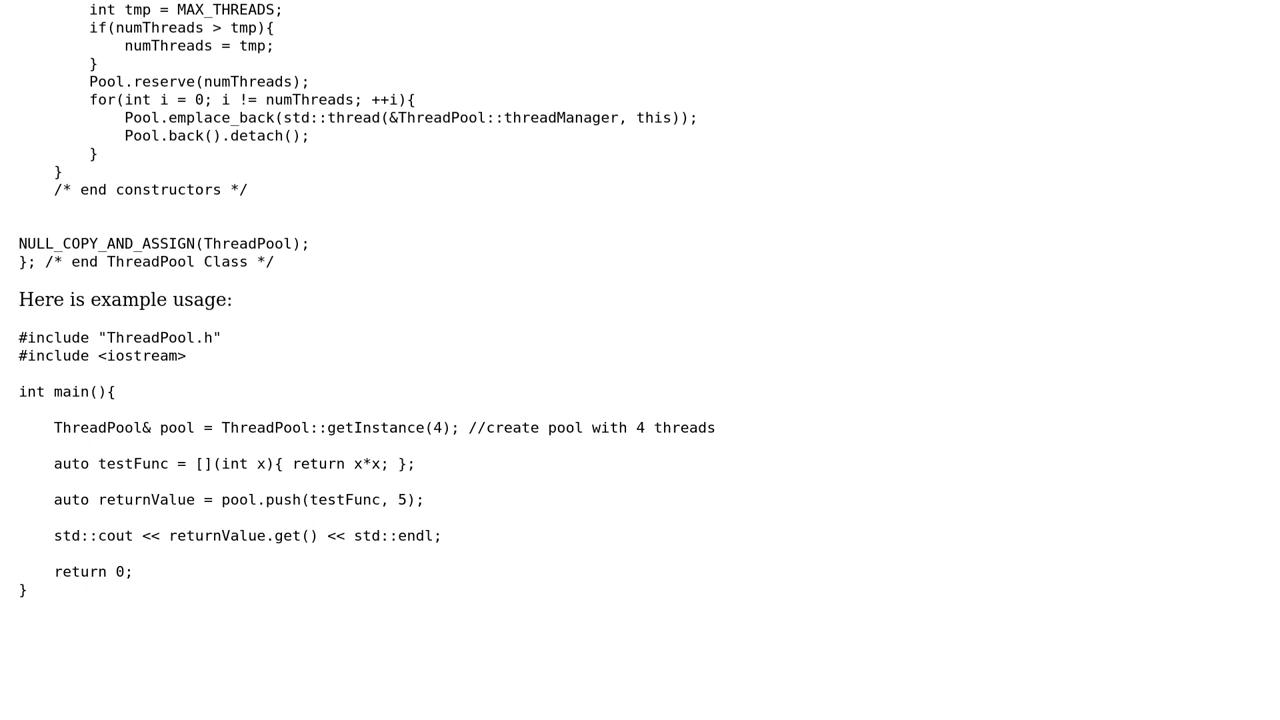 int tmp = MAX_THREADS;
        if(numThreads > tmp){
            numThreads = tmp;
        }
        Pool.reserve(numThreads);
        for(int i = 0; i != numThreads; ++i){
            Pool.emplace_back(std::thread(&ThreadPool::threadManager, this));
            Pool.back().detach();
        }
    }
    /* end constructors */
NULL_COPY_AND_ASSIGN(ThreadPool);
}; /* end ThreadPool Class */
Here is example usage:
#include "ThreadPool.h"
#include <iostream>
int main(){
    ThreadPool& pool = ThreadPool::getInstance(4); //create pool with 4 threads
    auto testFunc = [](int x){ return x*x; };
    auto returnValue = pool.push(testFunc, 5);
    std::cout << returnValue.get() << std::endl;
    return 0;
}